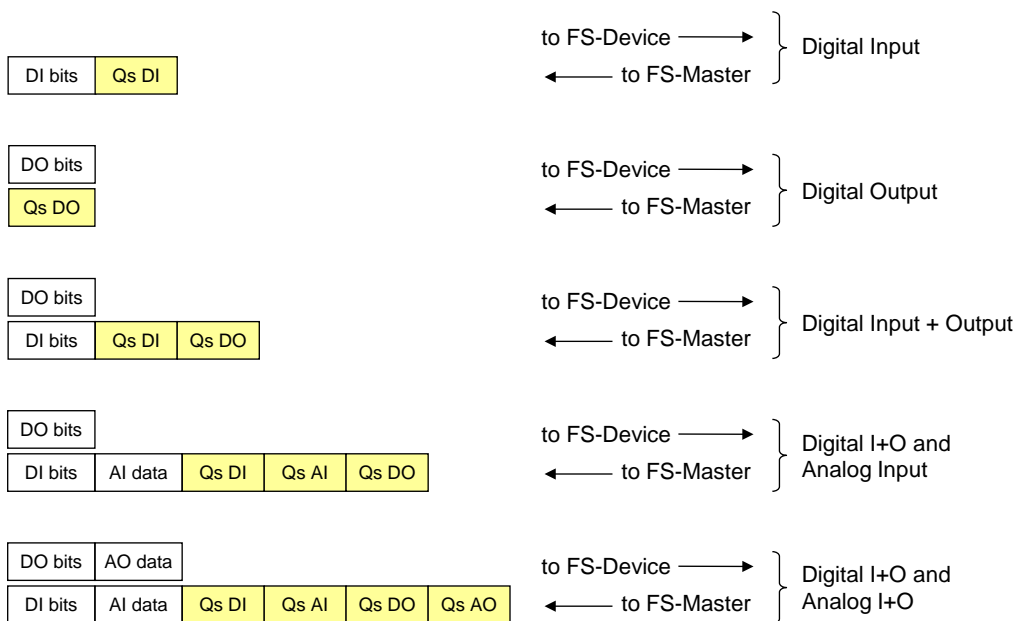 to FS-Device
DI bits Qs DI to FS-Master
Digital Input
DO bits to FS-Device
Qs DO to FS-Master
Digital Output
DO bits to FS-Device
DI bits Qs DI Qs DO to FS-Master
Digital Input + Output
DO bits to FS-Device
DI bits AI data Qs DI Qs AI Qs DO to FS-Master
Digital I+O and
Analog Input
DO bits AO data to FS-Device
DI bits AI data Qs DI Qs AI Qs DO Qs AO to FS-Master
Digital I+O and
Analog I+O